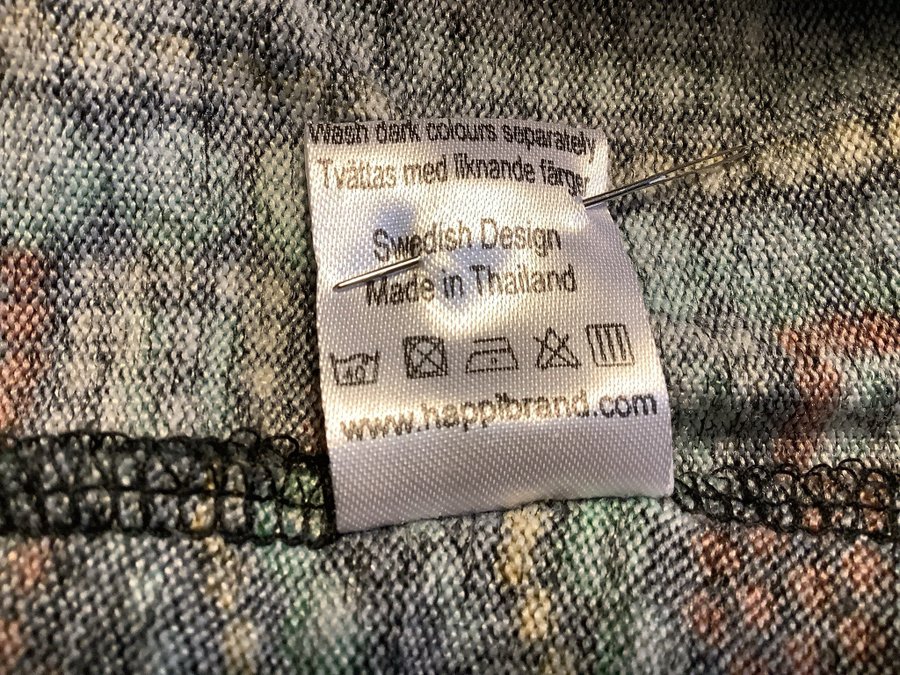 Wash dark colours separately
Tvättas med liknande färger
Swedish Design
Made in Thailand
40
www.happibrand.com